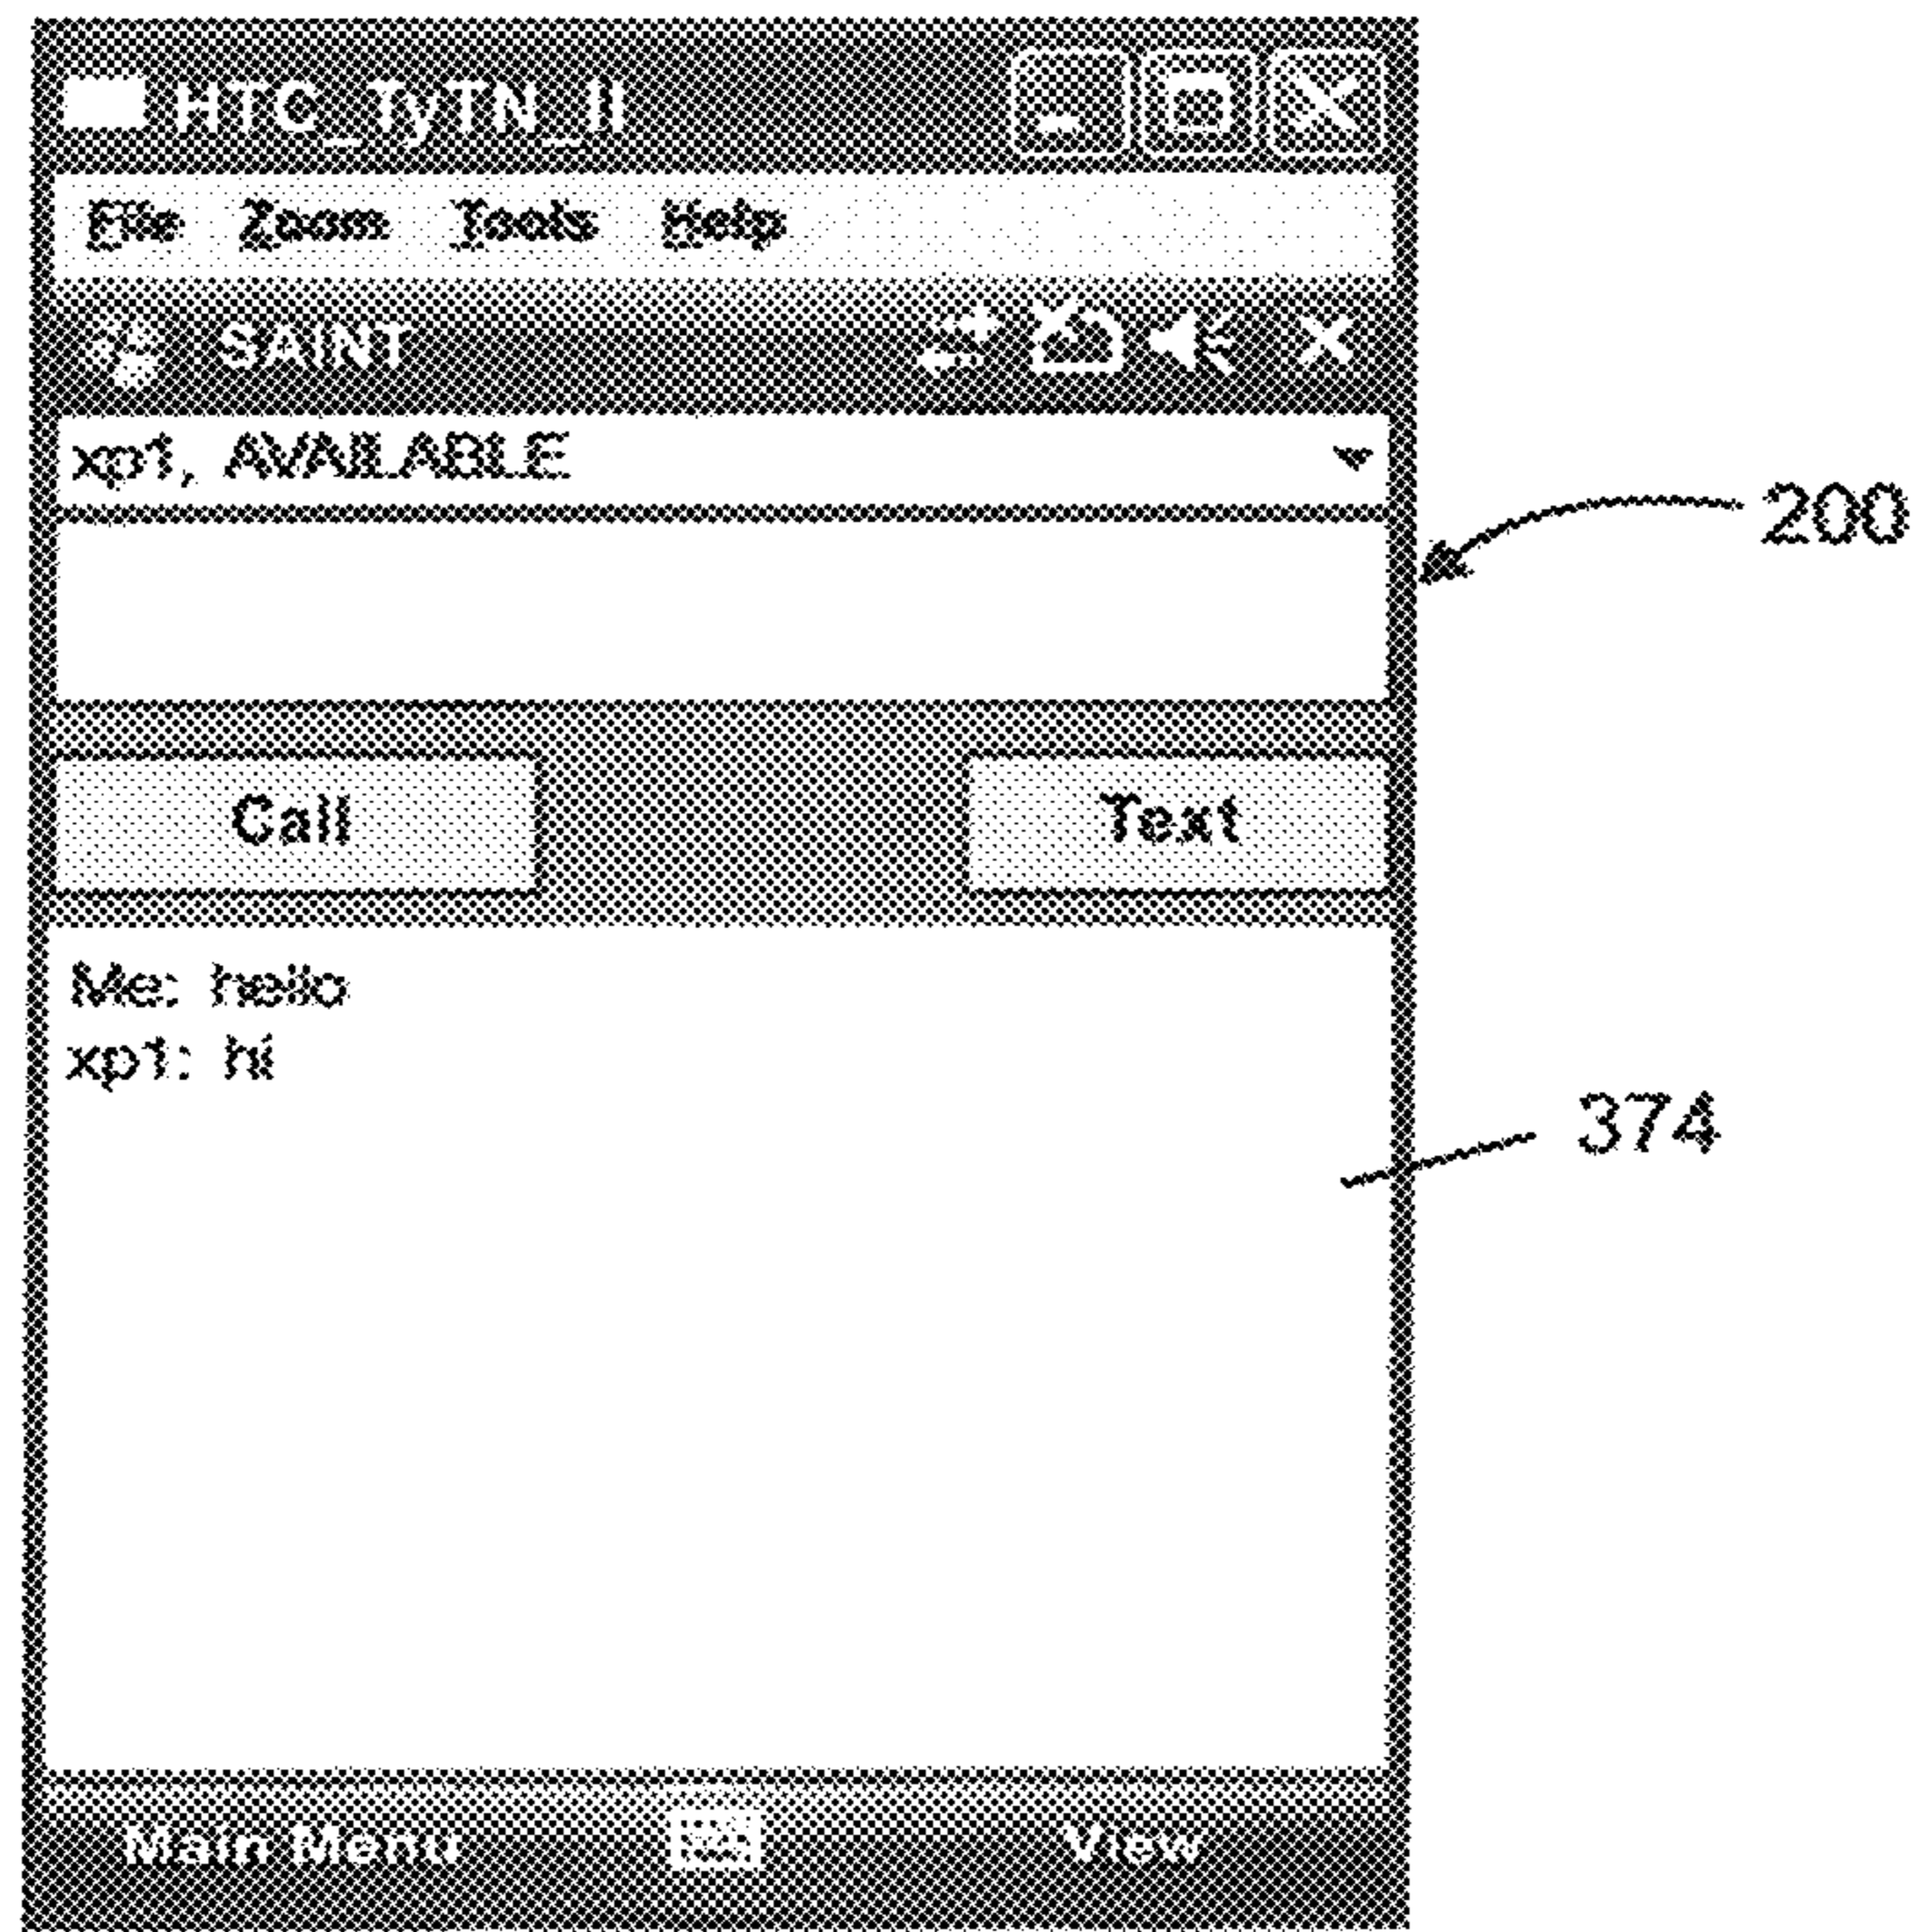 HTC_TyTN_II
File Zoom Tools Help
SAINT
xp1, AVAILABLE
200
Call Text
Me: hello
xp1: hi
374
Main Menu View